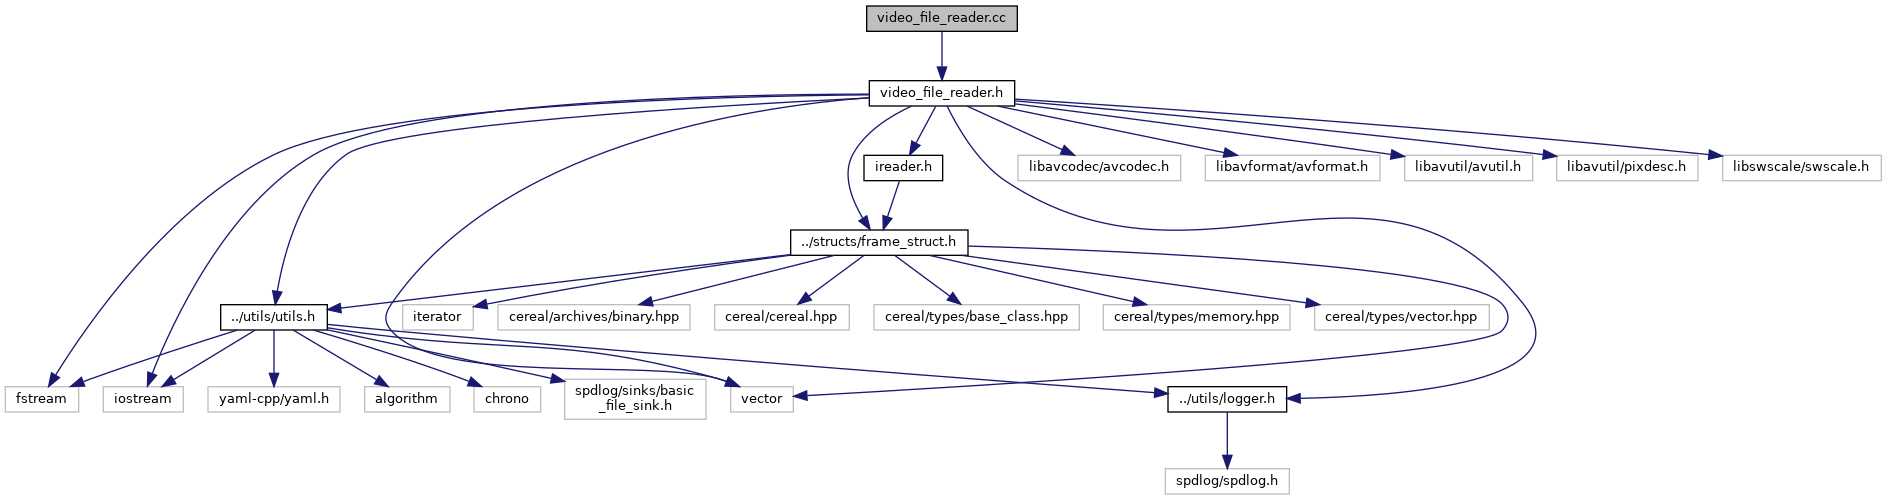 video_file_reader.cc
video_file_reader.h
ireader.h
libavcodec/avcodec.h
libavformat/avformat.h
libavutil/avutil.h
libavutil/pixdesc.h
libswscale/swscale.h
../structs/frame_struct.h
../utils/utils.h
iterator
cereal/archives/binary.hpp
cereal/cereal.hpp
cereal/types/base_class.hpp
cereal/types/memory.hpp
cereal/types/vector.hpp
fstream
iostream
yaml-cpp/yaml.h
algorithm
chrono
spdlog/sinks/basic
_file_sink.h
vector
../utils/logger.h
spdlog/spdlog.h